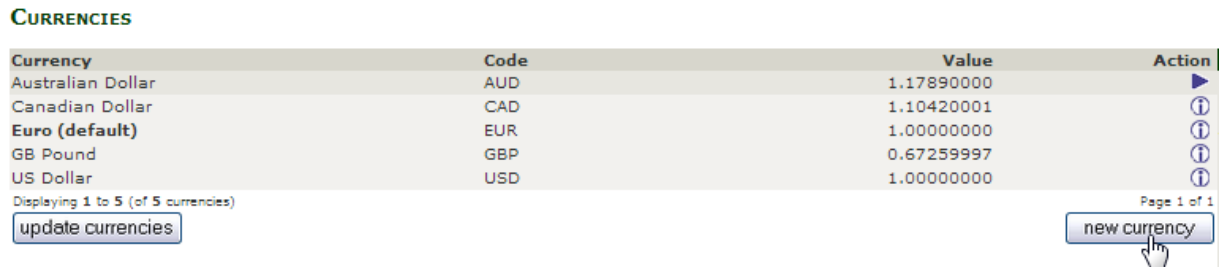 CURRENCIES
Currency Code Value Action
Australian Dollar AUD 1.17890000
Canadian Dollar CAD 1.10420001
Euro (default) EUR 1.00000000
GB Pound GBP 0.67259997
US Dollar USD 1.00000000
Displaying 1 to 5 (of 5 currencies) Page 1 of 1
update currencies new currency